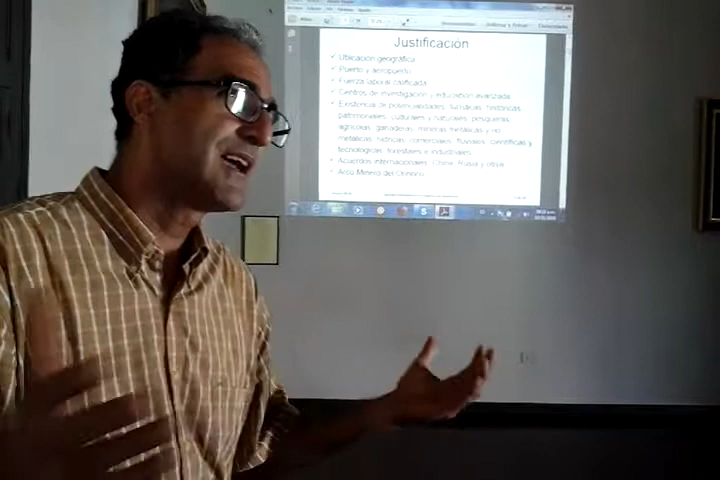 Justificación
✓ Ubicación geográfica
✓ Puerto y aeropuerto
✓ Fuerza laboral calificada
✓ Centros de investigación y educación avanzada
✓ Existencia de potencialidades: turísticas, históricas,
patrimoniales, culturales y naturales, pesqueras,
agrícolas, ganaderas, mineras metálicas y no
metálicas, hídricas, comerciales, fluviales, científicas y
tecnológicas, forestales e industriales.
✓ Acuerdos internacionales: China, Rusia y otros
✓ Arco Minero del Orinoco